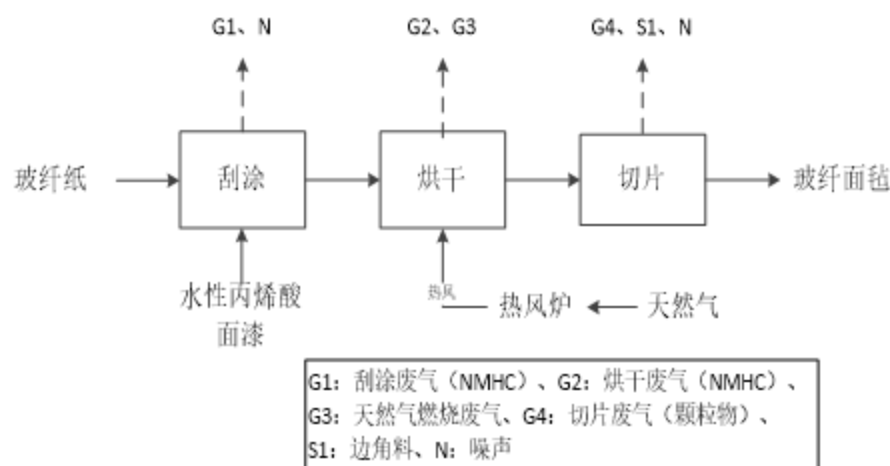 G1、N
G2、G3
G4、S1、N
玻纤纸
刮涂
烘干
切片
玻纤面毡
水性丙烯酸
面漆
热风
热风炉
天然气
G1：刮涂废气（NMHC）、G2：烘干废气（NMHC）、
G3：天然气燃烧废气、G4：切片废气（颗粒物）、
S1：边角料、N：噪声